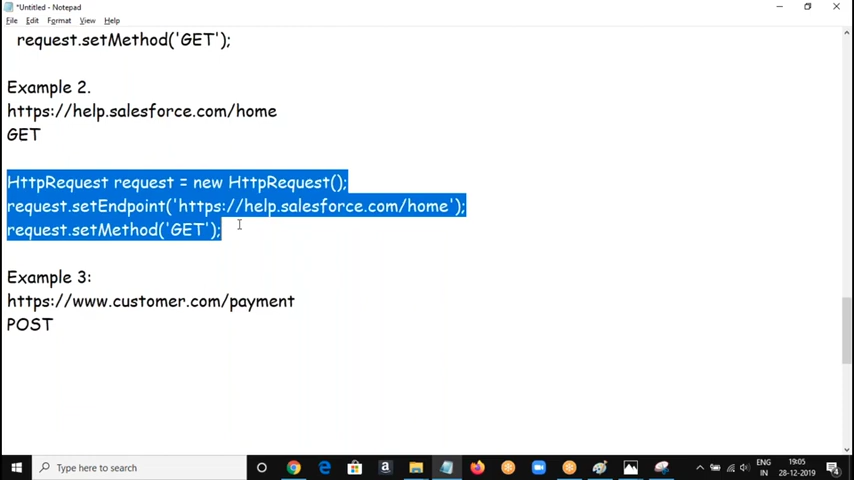 *Untitled - Notepad
File Edit Format View Help
request.setMethod('GET');
Example 2.
https://help.salesforce.com/home
GET
HttpRequest request = new HttpRequest();
request.setEndpoint('https://help.salesforce.com/home');
request.setMethod('GET');
Example 3:
https://www.customer.com/payment
POST
Type here to search
ENG
IN
19:05
28-12-2019
4